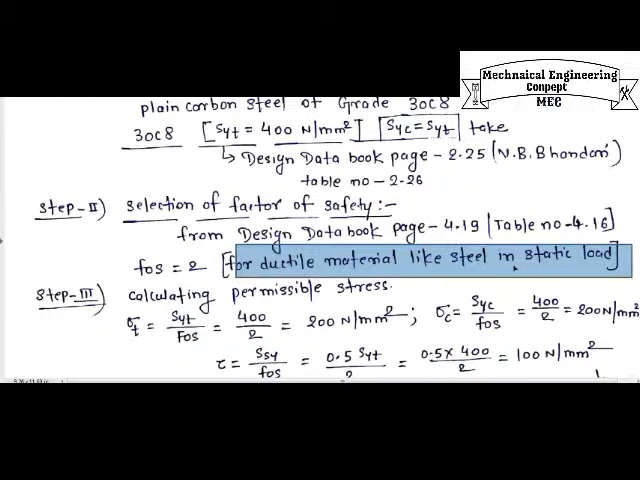 Mechnaical Engineering
Conpept
MEC
plain carbon steel of Grade 30C8
30C8 [Syt = 400 N/mm²] [Syc = Syt] take
↳ Design Data book page - 2.25 (V.B.Bhandari)
table no - 2.26
Step-II) selection of factor of safety :-
from Design Data book page - 4.19 [Table no-4.16]
fos = 2 [for ductile material like steel in static load]
Step-III) calculating permissible stress.
σt = Syt/Fos = 400/2 = 200 N/mm² ; σc = Syc/fos = 400/2 = 200 N/mm²
τ = Ssy/fos = 0.5 Syt/2 = 0.5 x 400/2 = 100 N/mm²